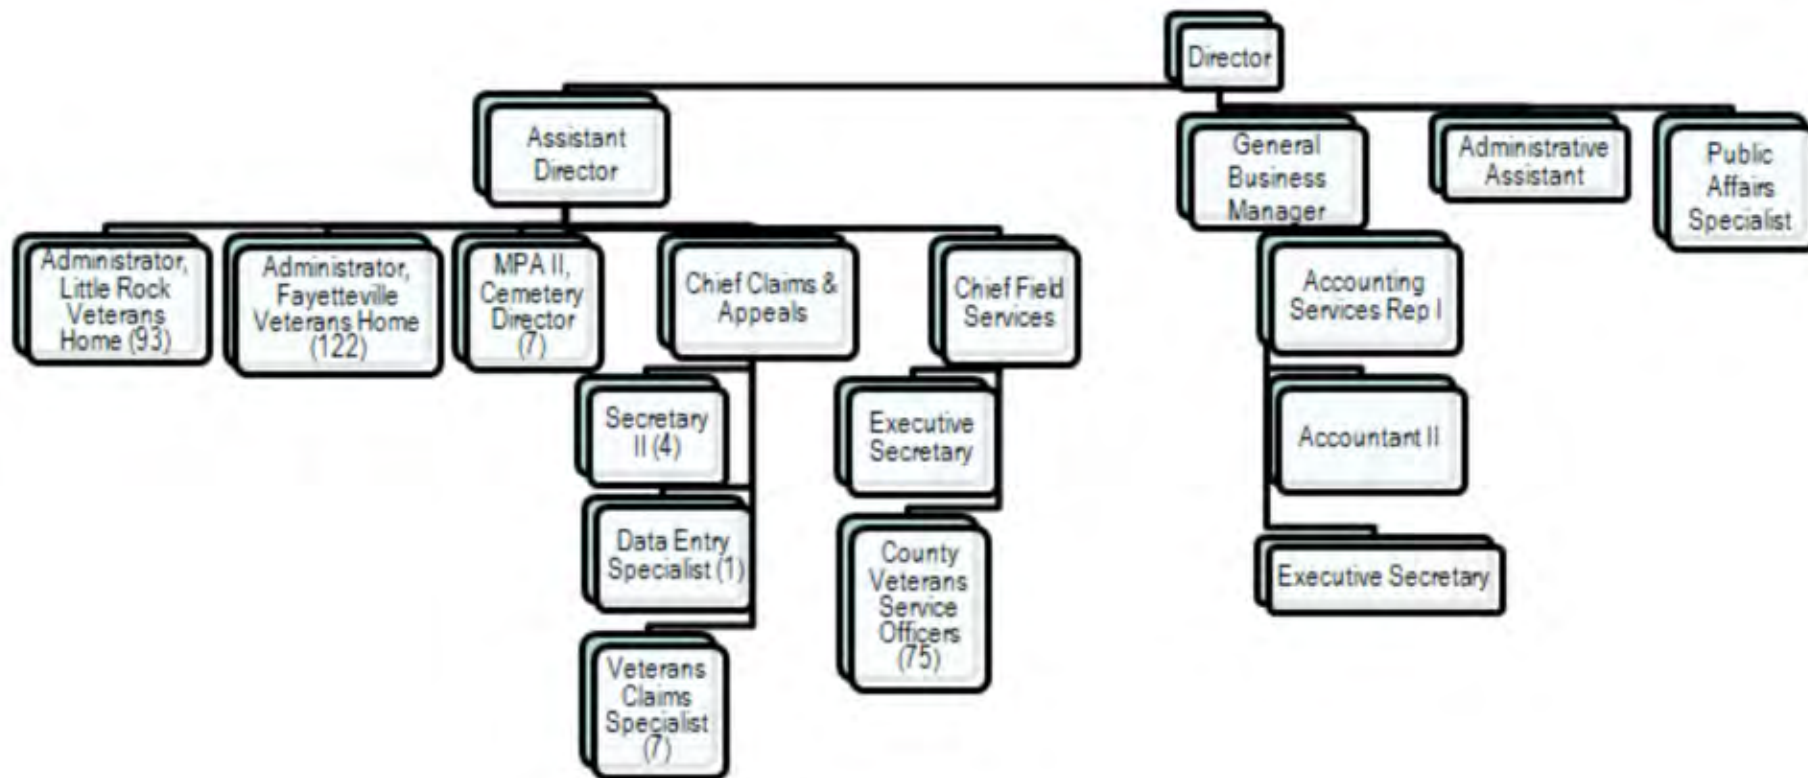 Director
Assistant
Director
General
Business
Manager
Administrative
Assistant
Public
Affairs
Specialist
Administrator,
Little Rock
Veterans
Home (93)
Administrator,
Fayetteville
Veterans Home
(122)
MPA II,
Cemetery
Director
(7)
Chief Claims &
Appeals
Chief Field
Services
Accounting
Services Rep I
Secretary
II (4)
Executive
Secretary
Accountant II
Data Entry
Specialist (1)
County
Veterans
Service
Officers
(75)
Executive Secretary
Veterans
Claims
Specialist
(7)